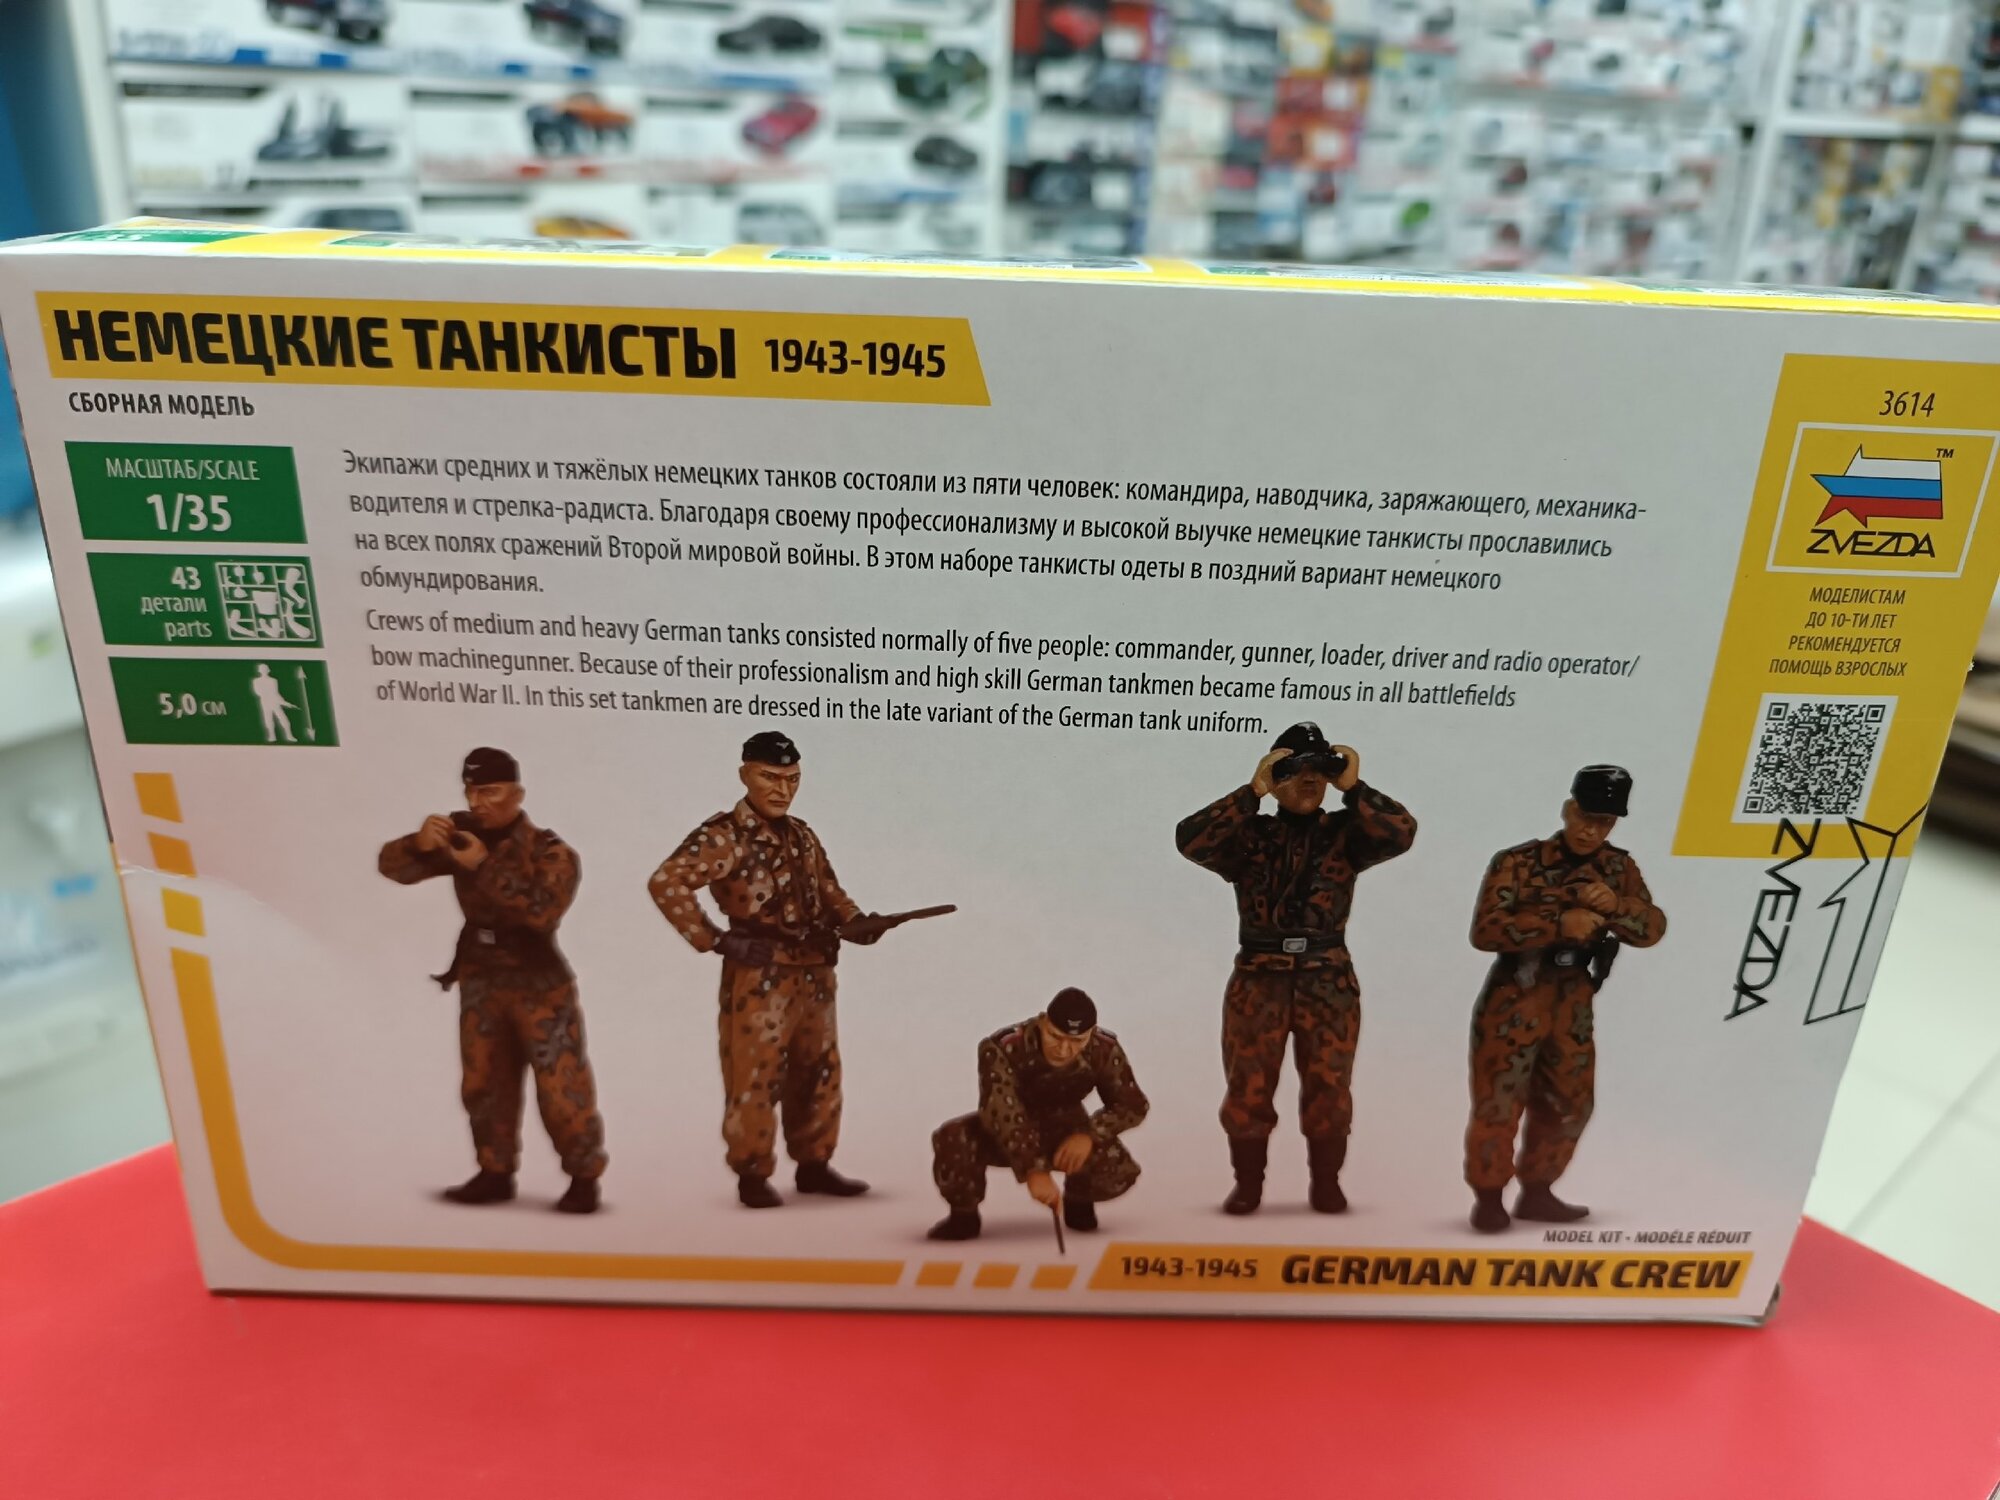 НЕМЕЦКИЕ ТАНКИСТЫ 1943-1945
СБОРНАЯ МОДЕЛЬ
МАСШТАБ/SCALE
1/35
43
детали
parts
5,0 см
Экипажи средних и тяжёлых немецких танков состояли из пяти человек: командира, наводчика, заряжающего, механика-
водителя и стрелка-радиста. Благодаря своему профессионализму и высокой выучке немецкие танкисты прославились
на всех полях сражений Второй мировой войны. В этом наборе танкисты одеты в поздний вариант немецкого
обмундирования.
Crews of medium and heavy German tanks consisted normally of five people: commander, gunner, loader, driver and radio operator/
bow machinegunner. Because of their professionalism and high skill German tankmen became famous in all battlefields
of World War II. In this set tankmen are dressed in the late variant of the German tank uniform.
3614
TM
ZVEZDA
МОДЕЛИСТАМ
ДО 10-ТИ ЛЕТ
РЕКОМЕНДУЕТСЯ
ПОМОЩЬ ВЗРОСЛЫХ
ZVEZDA
MODEL KIT - MODÉLE RÉDUIT
1943-1945 GERMAN TANK CREW